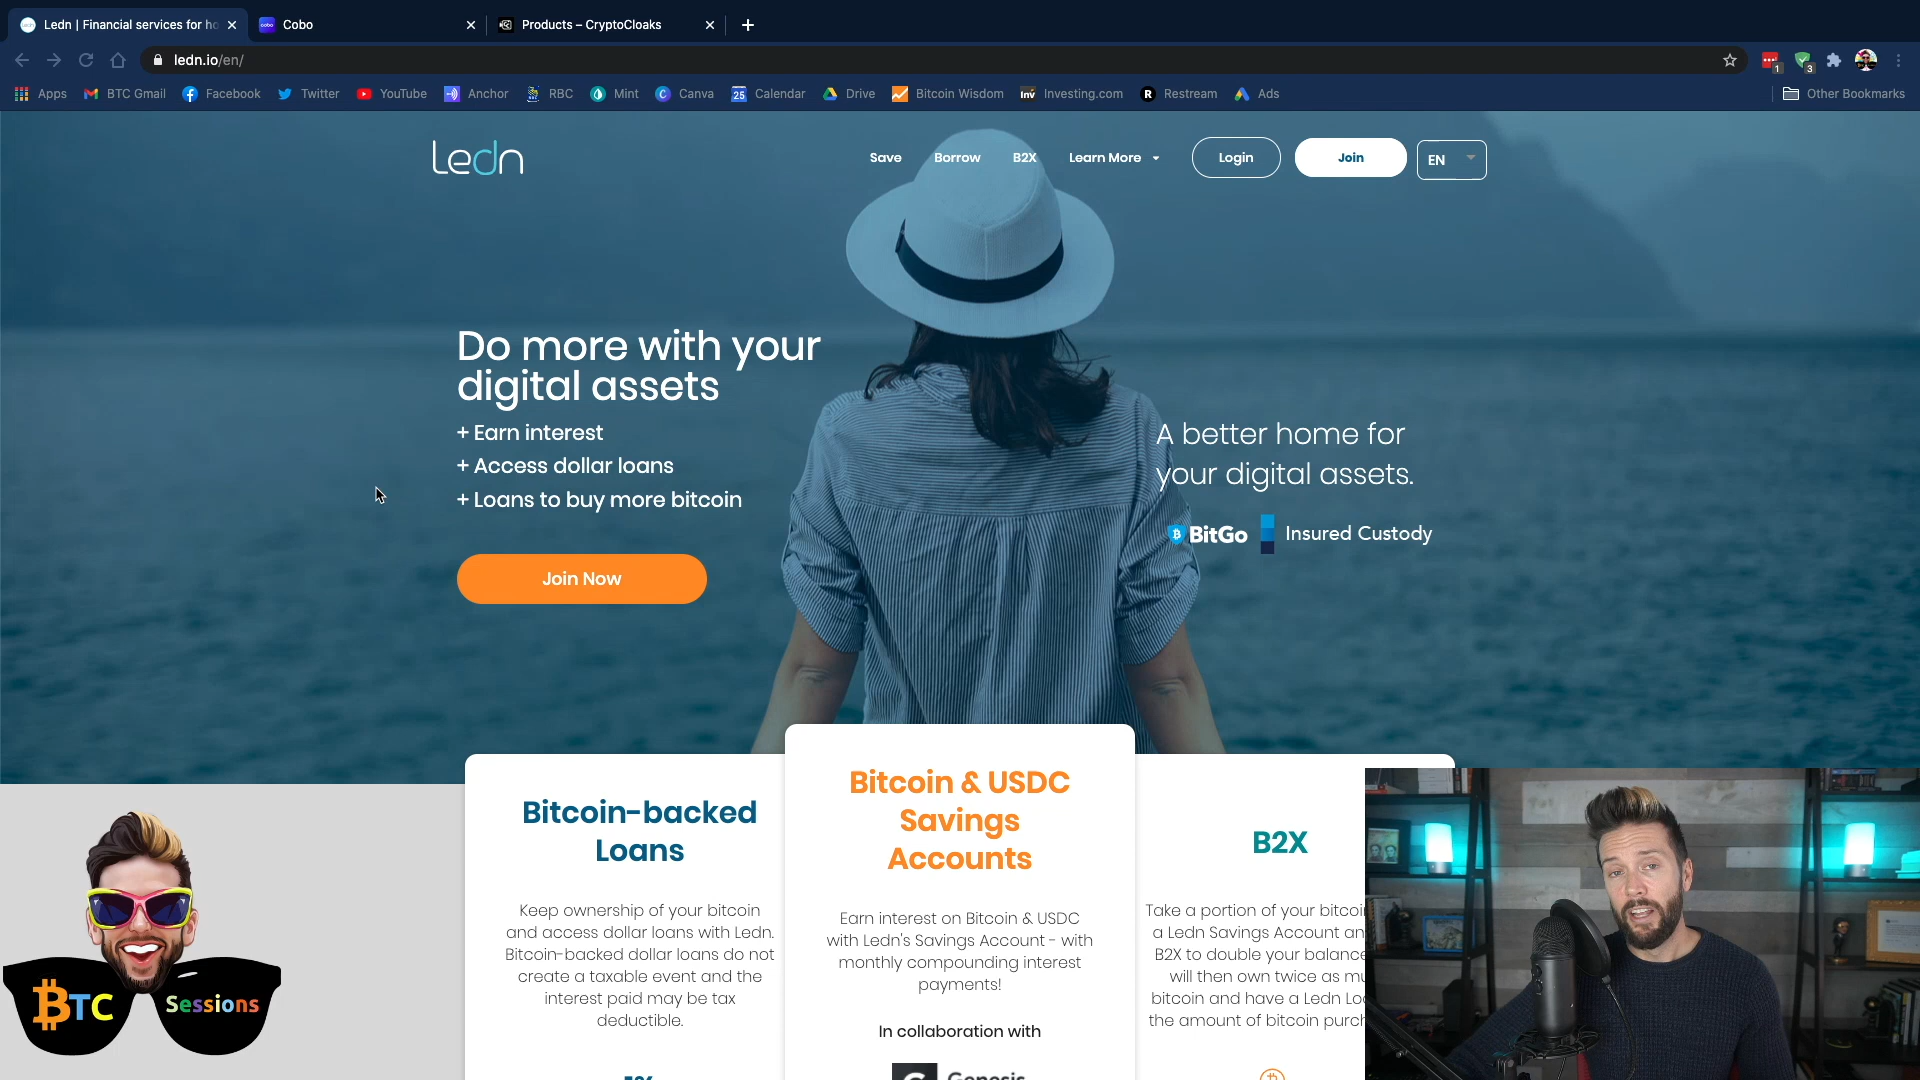 Ledn | Financial services for ho
Cobo
Products – CryptoCloaks
ledn.io/en/
1
3
Apps
BTC Gmail
Facebook
Twitter
YouTube
Anchor
RBC
Mint
Canva
25
Calendar
Drive
Bitcoin Wisdom
Inv
Investing.com
R
Restream
Ads
Other Bookmarks
Ledn
Save
Borrow
B2X
Learn More
Login
Join
EN
Do more with your
digital assets
+ Earn interest
+ Access dollar loans
+ Loans to buy more bitcoin
Join Now
A better home for
your digital assets.
BitGo
Insured Custody
Bitcoin-backed
Loans
Keep ownership of your bitcoin
and access dollar loans with Ledn.
Bitcoin-backed dollar loans do not
create a taxable event and the
interest paid may be tax
deductible.
Bitcoin & USDC
Savings
Accounts
Earn interest on Bitcoin & USDC
with Ledn's Savings Account - with
monthly compounding interest
payments!
In collaboration with
Genesis
B2X
Take a portion of your bitcoi
a Ledn Savings Account an
B2X to double your balance
will then own twice as mu
bitcoin and have a Ledn Loa
the amount of bitcoin purch
BTC
Sessions